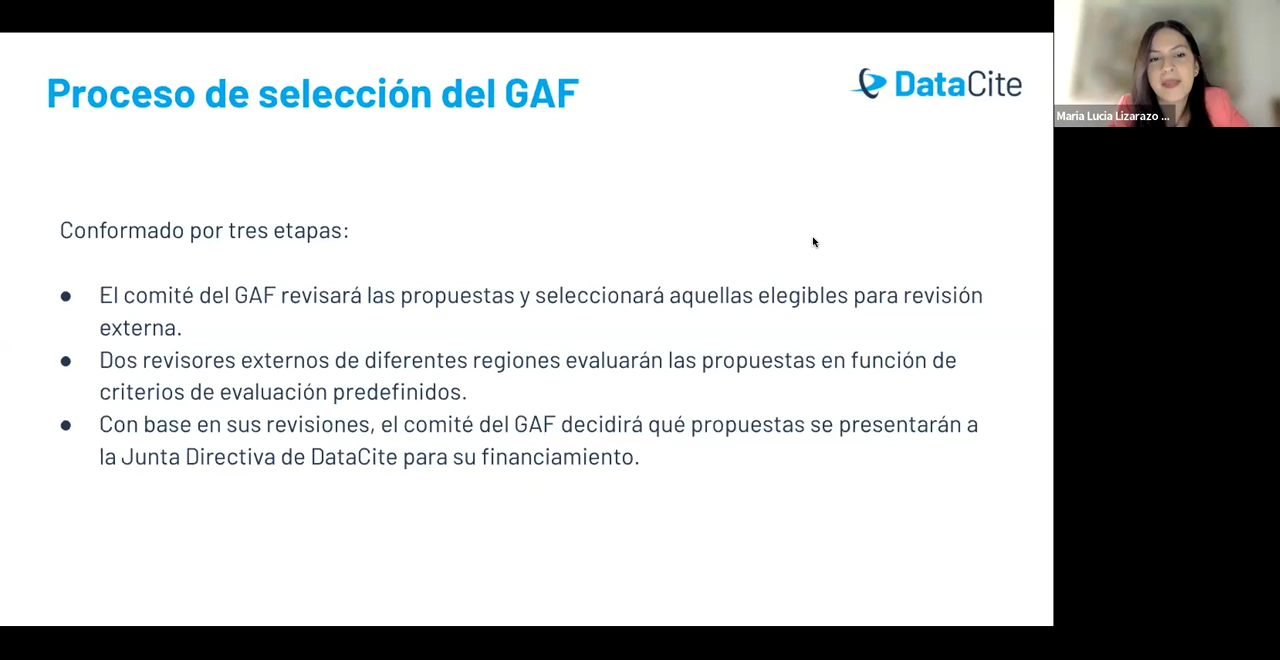 Proceso de selección del GAF
DataCite
Maria Lucia Lizarazo ...
Conformado por tres etapas:
● El comité del GAF revisará las propuestas y seleccionará aquellas elegibles para revisión
externa.
● Dos revisores externos de diferentes regiones evaluarán las propuestas en función de
criterios de evaluación predefinidos.
● Con base en sus revisiones, el comité del GAF decidirá qué propuestas se presentarán a
la Junta Directiva de DataCite para su financiamiento.